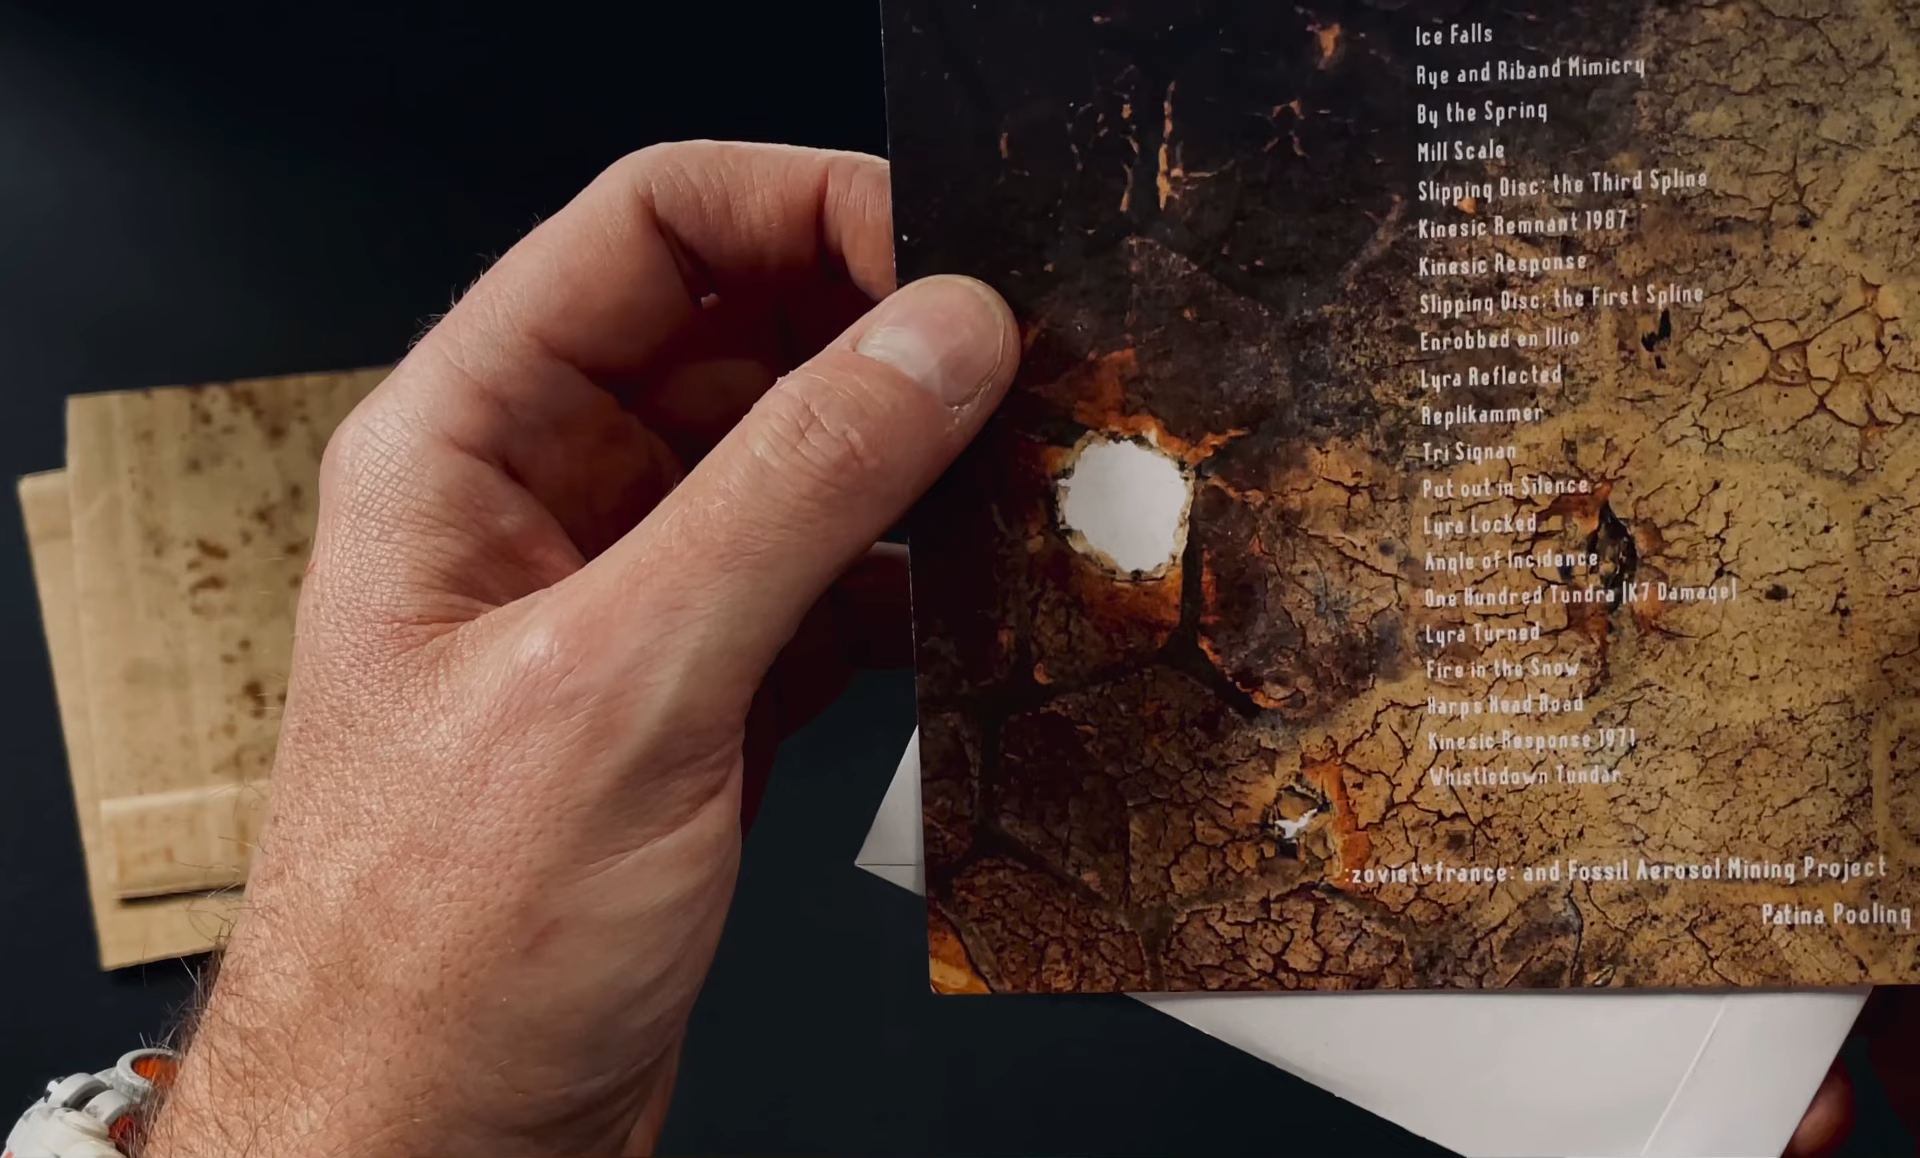 Ice Falls
Rye and Riband Mimicry
By the Spring
Mill Scale
Slipping Disc: the Third Spline
Kinesic Remnant 1987
Kinesic Response
Slipping Disc: the First Spline
Enrobbed en Illio
Lyra Reflected
Replikammer
Tri Signan
Put out in Silence
Lyra Locked
Angle of Incidence
One Hundred Tundra [K7 Damage]
Lyra Turned
Fire in the Snow
Harps Head Road
Kinesic Response 1971
Whistledown Tundar
:zoviet*france: and Fossil Aerosol Mining Project
Patina Pooling